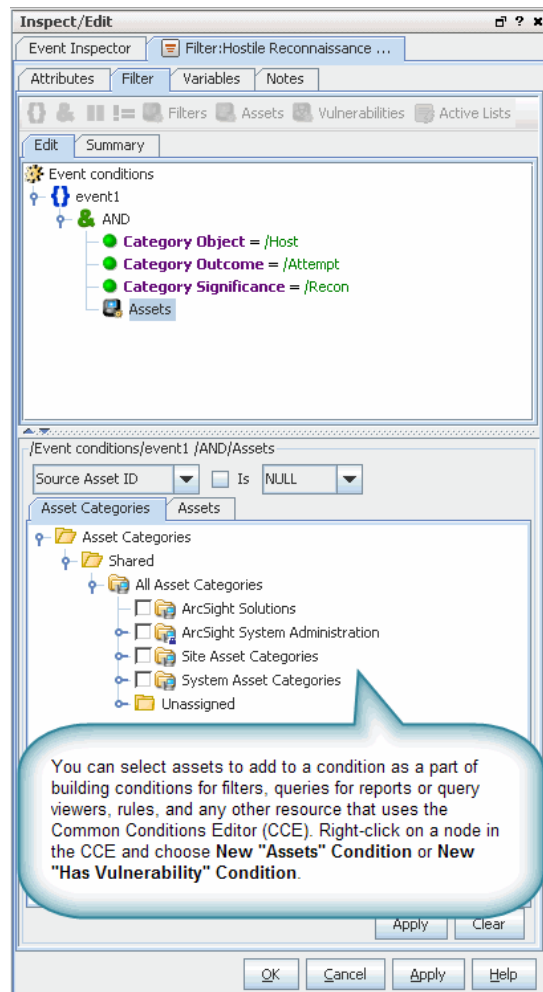 Inspect/Edit
Event Inspector
Filter:Hostile Reconnaissance ...
Attributes Filter Variables Notes
Filters Assets Vulnerabilities Active Lists
Edit Summary
Event conditions
event1
AND
Category Object = /Host
Category Outcome = /Attempt
Category Significance = /Recon
Assets
/Event conditions/event1 /AND/Assets
Source Asset ID Is NULL
Asset Categories Assets
Asset Categories
Shared
All Asset Categories
ArcSight Solutions
ArcSight System Administration
Site Asset Categories
System Asset Categories
Unassigned
You can select assets to add to a condition as a part of
building conditions for filters, queries for reports or query
viewers, rules, and any other resource that uses the
Common Conditions Editor (CCE). Right-click on a node in
the CCE and choose New "Assets" Condition or New
"Has Vulnerability" Condition.
Apply Clear
OK Cancel Apply Help